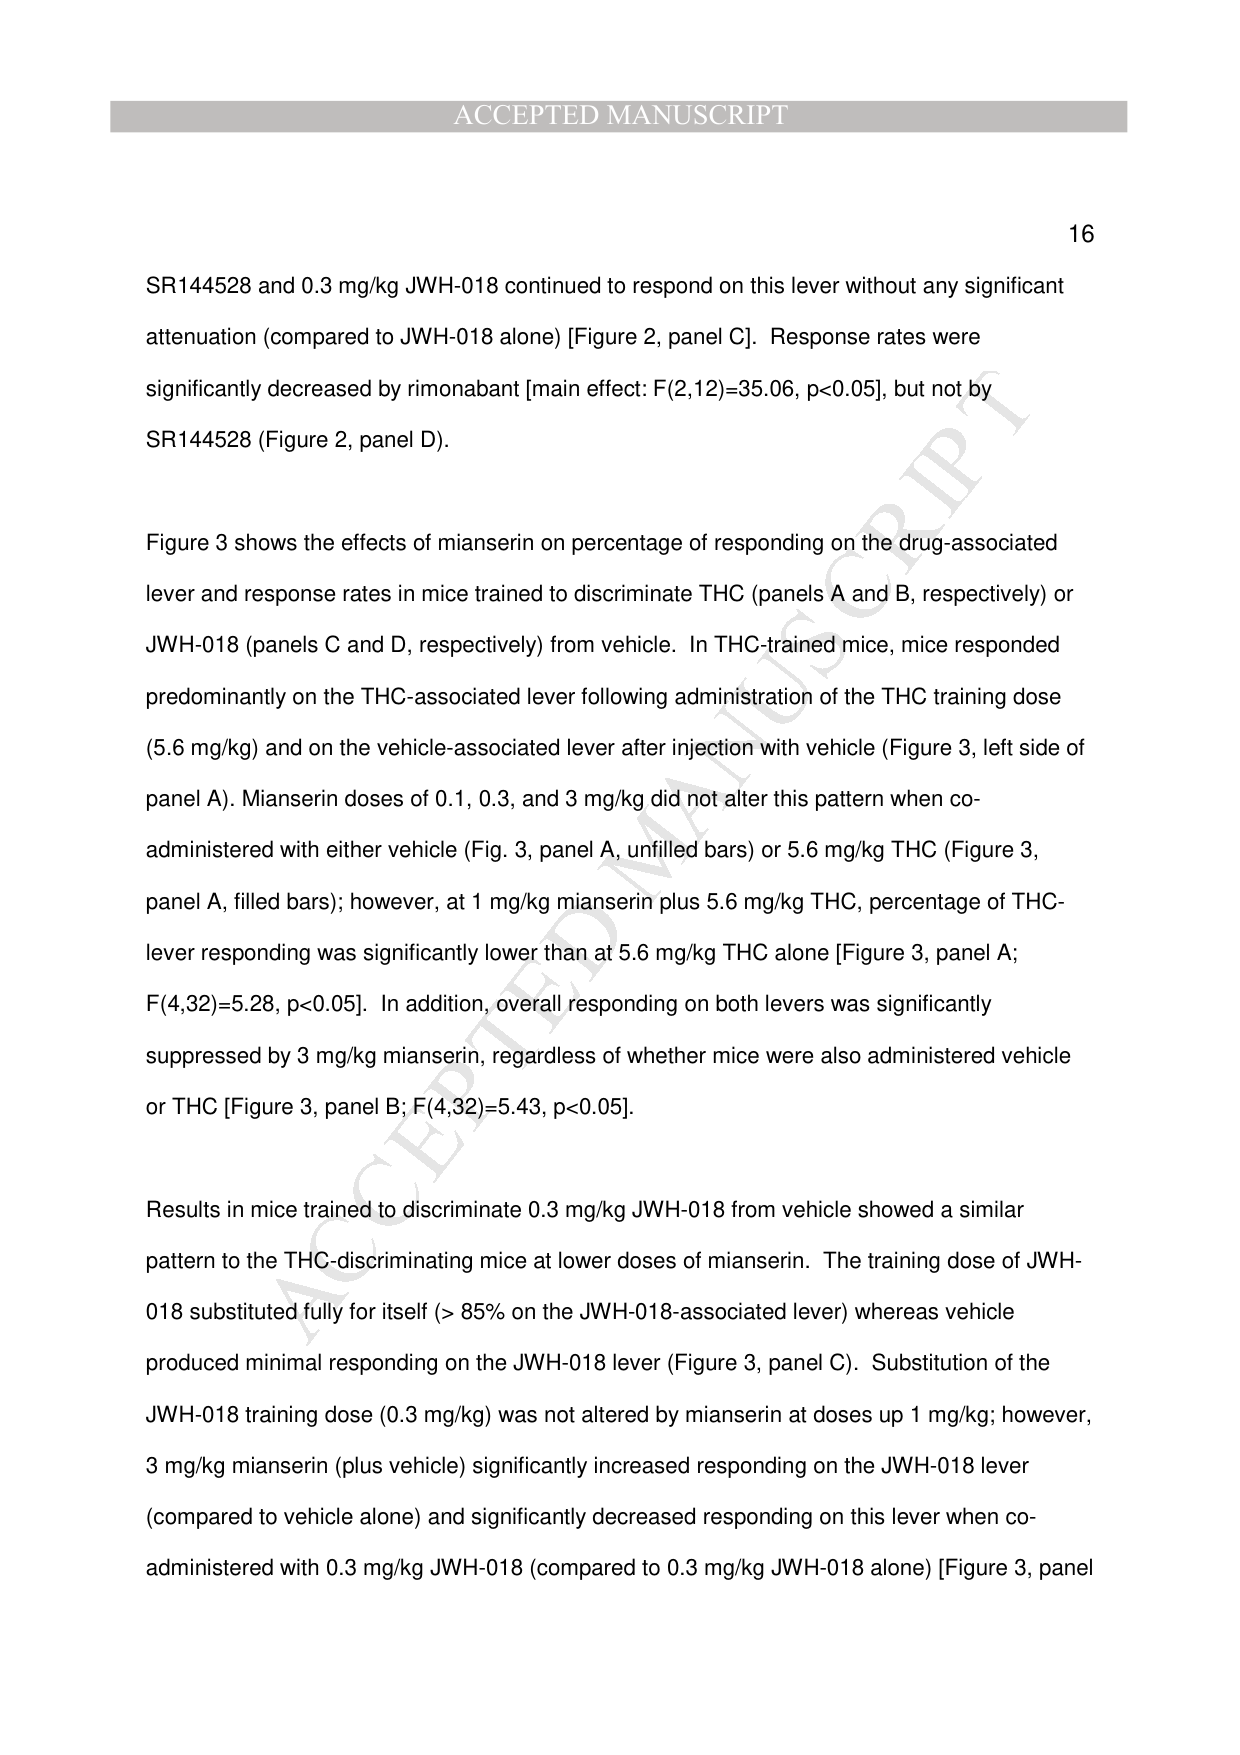 ACCEPTED MANUSCRIPT
16
SR144528 and 0.3 mg/kg JWH-018 continued to respond on this lever without any significant
attenuation (compared to JWH-018 alone) [Figure 2, panel C].  Response rates were
significantly decreased by rimonabant [main effect: F(2,12)=35.06, p<0.05], but not by
SR144528 (Figure 2, panel D).
Figure 3 shows the effects of mianserin on percentage of responding on the drug-associated
lever and response rates in mice trained to discriminate THC (panels A and B, respectively) or
JWH-018 (panels C and D, respectively) from vehicle.  In THC-trained mice, mice responded
predominantly on the THC-associated lever following administration of the THC training dose
(5.6 mg/kg) and on the vehicle-associated lever after injection with vehicle (Figure 3, left side of
panel A). Mianserin doses of 0.1, 0.3, and 3 mg/kg did not alter this pattern when co-
administered with either vehicle (Fig. 3, panel A, unfilled bars) or 5.6 mg/kg THC (Figure 3,
panel A, filled bars); however, at 1 mg/kg mianserin plus 5.6 mg/kg THC, percentage of THC-
lever responding was significantly lower than at 5.6 mg/kg THC alone [Figure 3, panel A;
F(4,32)=5.28, p<0.05].  In addition, overall responding on both levers was significantly
suppressed by 3 mg/kg mianserin, regardless of whether mice were also administered vehicle
or THC [Figure 3, panel B; F(4,32)=5.43, p<0.05].
Results in mice trained to discriminate 0.3 mg/kg JWH-018 from vehicle showed a similar
pattern to the THC-discriminating mice at lower doses of mianserin.  The training dose of JWH-
018 substituted fully for itself (> 85% on the JWH-018-associated lever) whereas vehicle
produced minimal responding on the JWH-018 lever (Figure 3, panel C).  Substitution of the
JWH-018 training dose (0.3 mg/kg) was not altered by mianserin at doses up 1 mg/kg; however,
3 mg/kg mianserin (plus vehicle) significantly increased responding on the JWH-018 lever
(compared to vehicle alone) and significantly decreased responding on this lever when co-
administered with 0.3 mg/kg JWH-018 (compared to 0.3 mg/kg JWH-018 alone) [Figure 3, panel
ACCEPTED MANUSCRIPT